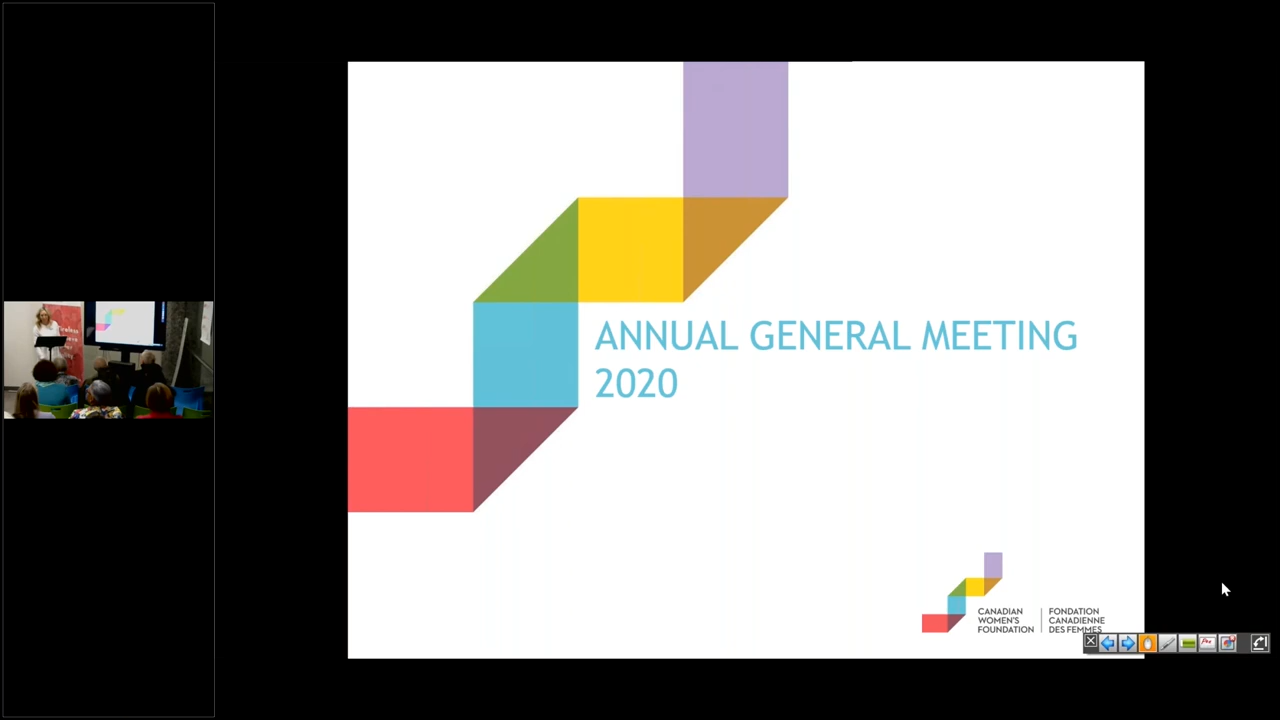 ANNUAL GENERAL MEETING
2020
CANADIAN
WOMEN'S
FOUNDATION
FONDATION
CANADIENNE
DES FEMMES